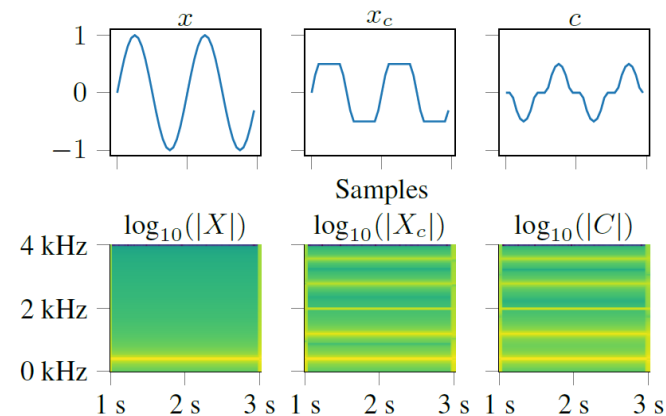 x x_c c
1
0
−1
Samples
log₁₀(|X|) log₁₀(|X_c|) log₁₀(|C|)
4 kHz
2 kHz
0 kHz
1 s 2 s 3 s 1 s 2 s 3 s 1 s 2 s 3 s